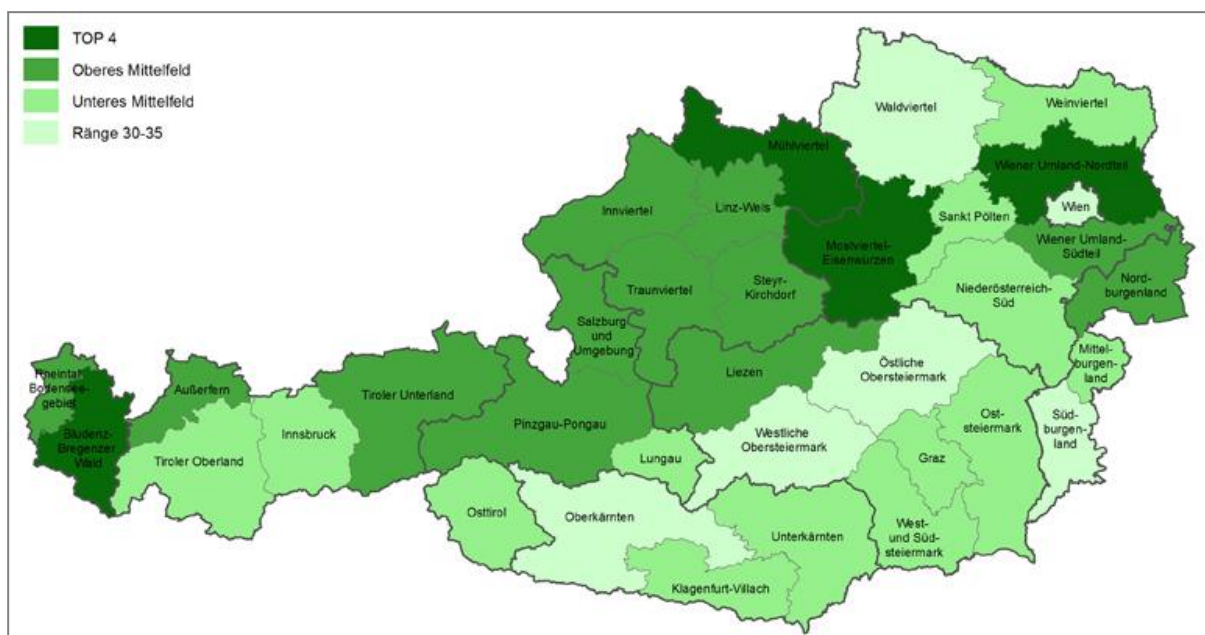 TOP 4
Oberes Mittelfeld
Unteres Mittelfeld
Ränge 30-35
Waldviertel
Weinviertel
Mühlviertel
Wiener Umland-Nordteil
Innviertel
Linz-Wels
Sankt Pölten
Wien
Mostviertel-
Eisenwurzen
Wiener Umland-
Südteil
Traunviertel
Steyr-
Kirchdorf
Niederösterreich-
Süd
Nord-
burgenland
Salzburg
und
Umgebung
Mittel-
burgenland
Rheintal-
Bodensee-
gebiet
Außerfern
Tiroler Unterland
Liezen
Östliche
Obersteiermark
Bludenz-
Bregenzer
Wald
Tiroler Oberland
Innsbruck
Pinzgau-Pongau
Lungau
Westliche
Obersteiermark
Graz
Ost-
steiermark
Süd-
burgenland
Osttirol
Oberkärnten
Unterkärnten
West-
und Süd-
steiermark
Klagenfurt-Villach